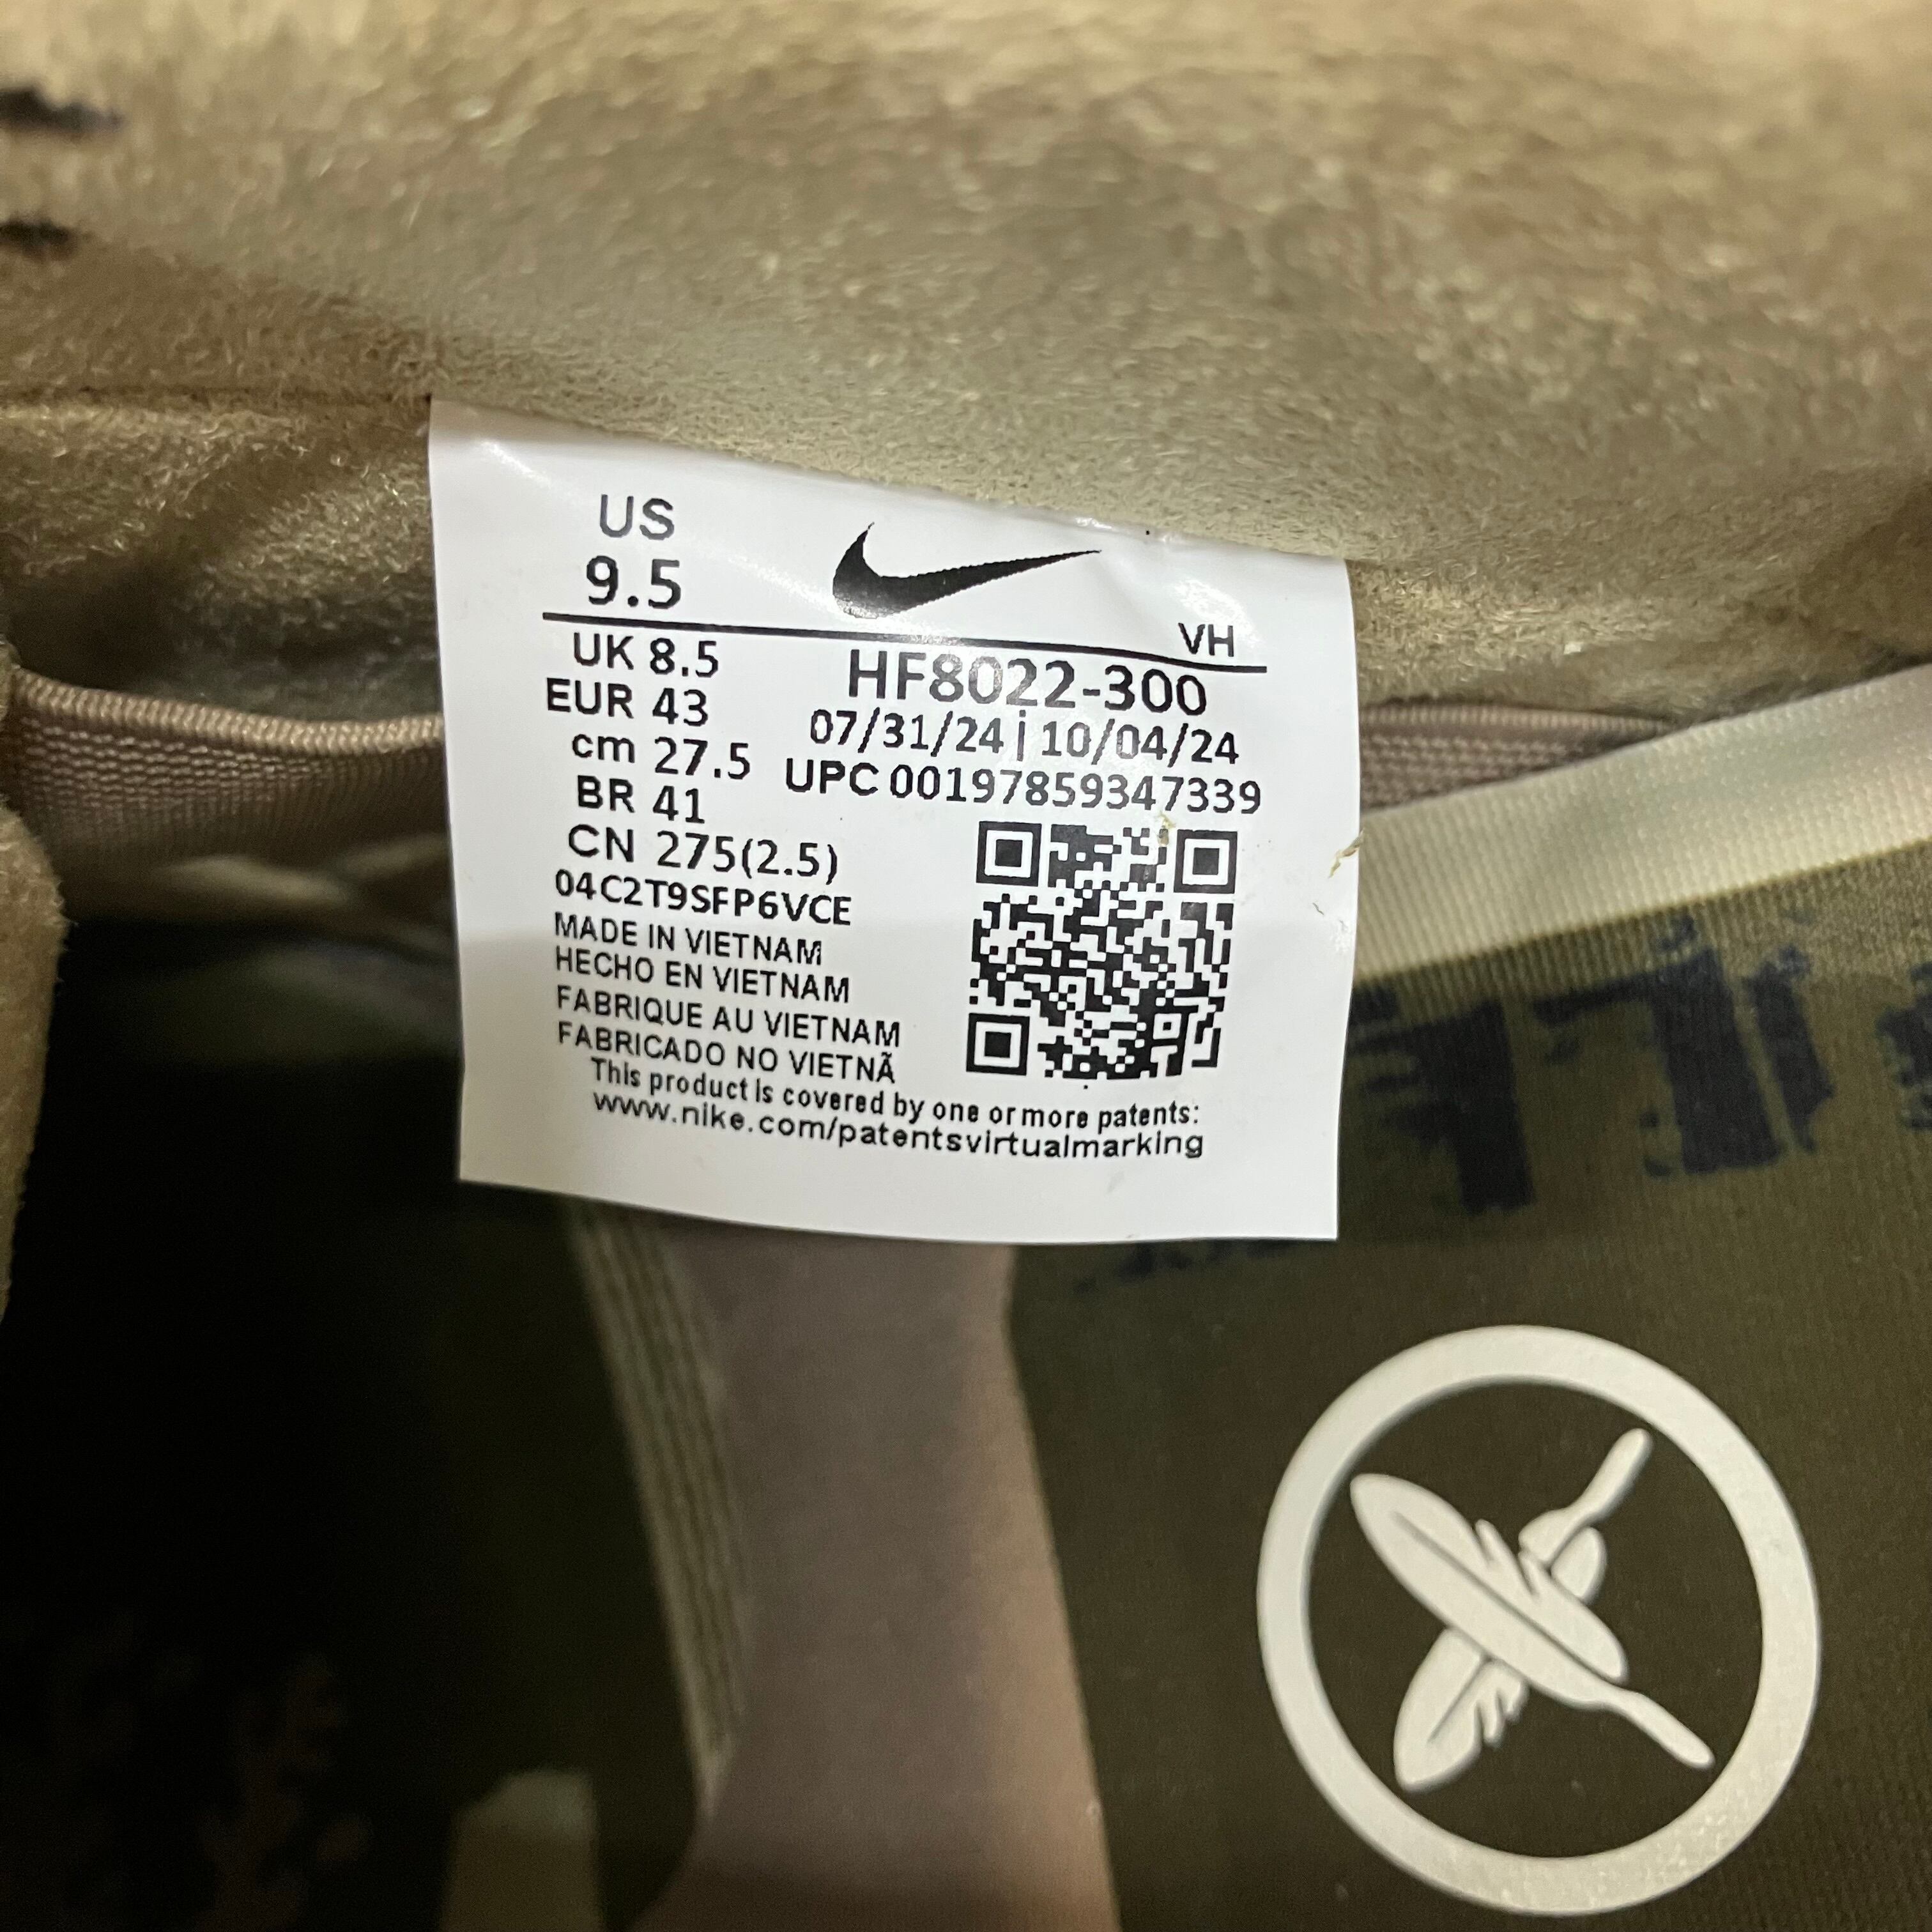 US
9.5
VH
UK 8.5
HF8022-300
EUR 43
07/31/24 | 10/04/24
cm 27.5
UPC 00197859347339
BR 41
CN 275(2.5)
04C2T9SFP6VCE
MADE IN VIETNAM
HECHO EN VIETNAM
FABRIQUE AU VIETNAM
FABRICADO NO VIETNÃ
This product is covered by one or more patents:
www.nike.com/patentsvirtualmarking